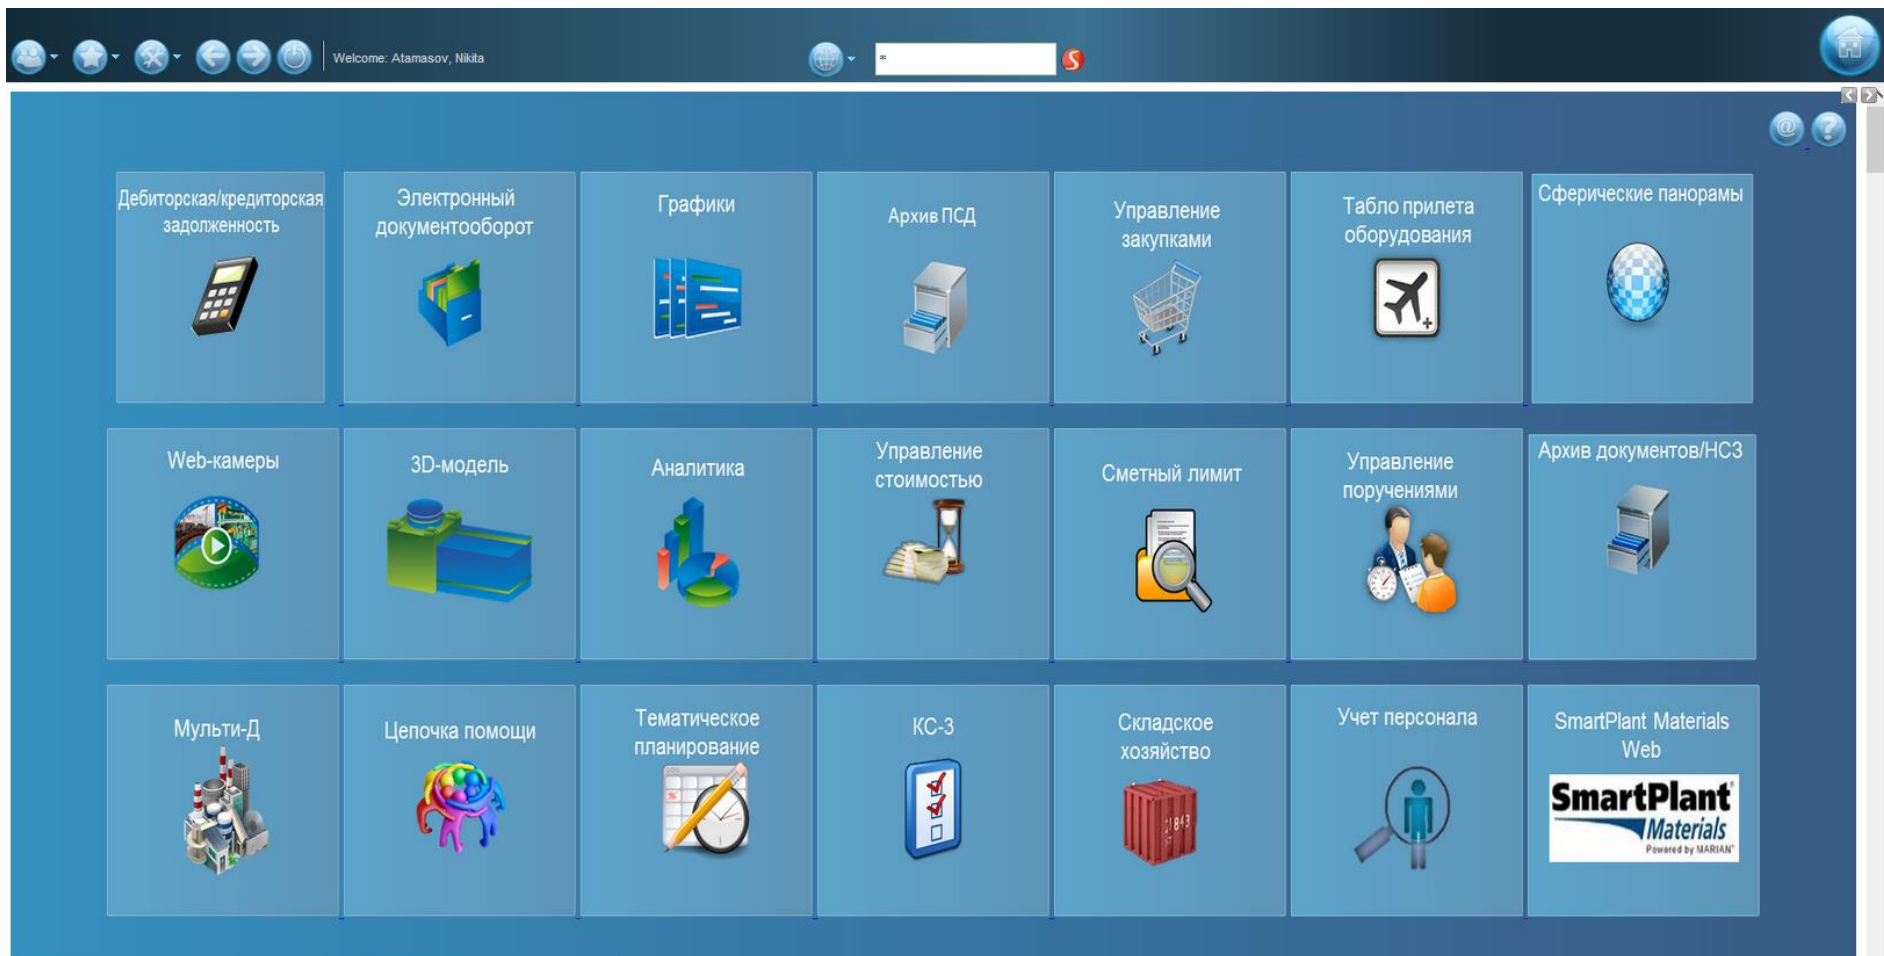 Welcome: Atamasov, Nikita
*
Дебиторская/кредиторская
задолженность
Электронный
документооборот
Графики
Архив ПСД
Управление
закупками
Табло прилета
оборудования
Сферические панорамы
Web-камеры
3D-модель
Аналитика
Управление
стоимостью
Сметный лимит
Управление
поручениями
Архив документов/НСЗ
Мульти-Д
Цепочка помощи
Тематическое
планирование
КС-3
Складское
хозяйство
21843
Учет персонала
SmartPlant Materials
Web
SmartPlant
Materials
Powered by MARIAN